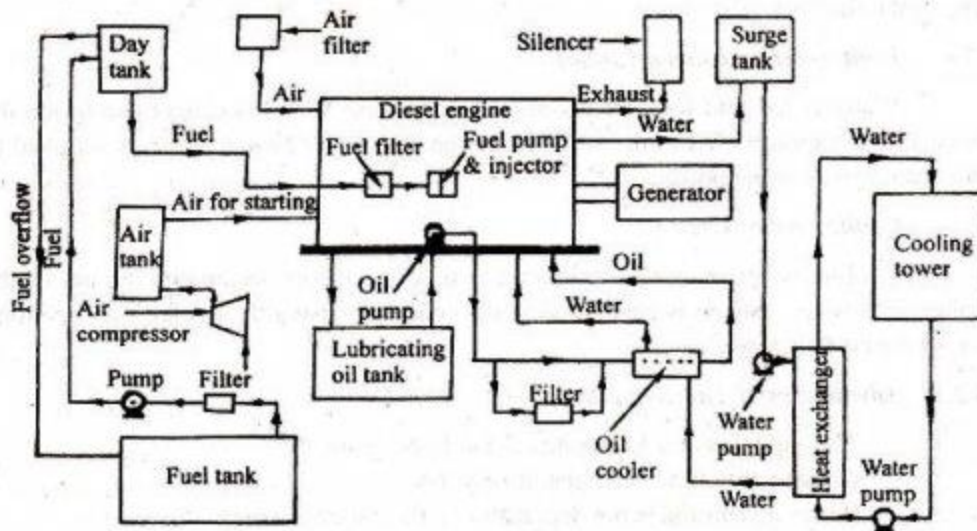 Day
tank
Air
filter
Silencer
Surge
tank
Air
Exhaust
Diesel engine
Water
Fuel
Fuel filter
Fuel pump
& injector
Water
Generator
Air for starting
Air
tank
Cooling
tower
Fuel overflow
Fuel
Oil
pump
Oil
Water
Air
compressor
Lubricating
oil tank
Pump
Filter
Filter
Oil
cooler
Water
pump
Heat exchanger
Fuel tank
Water
Water
pump